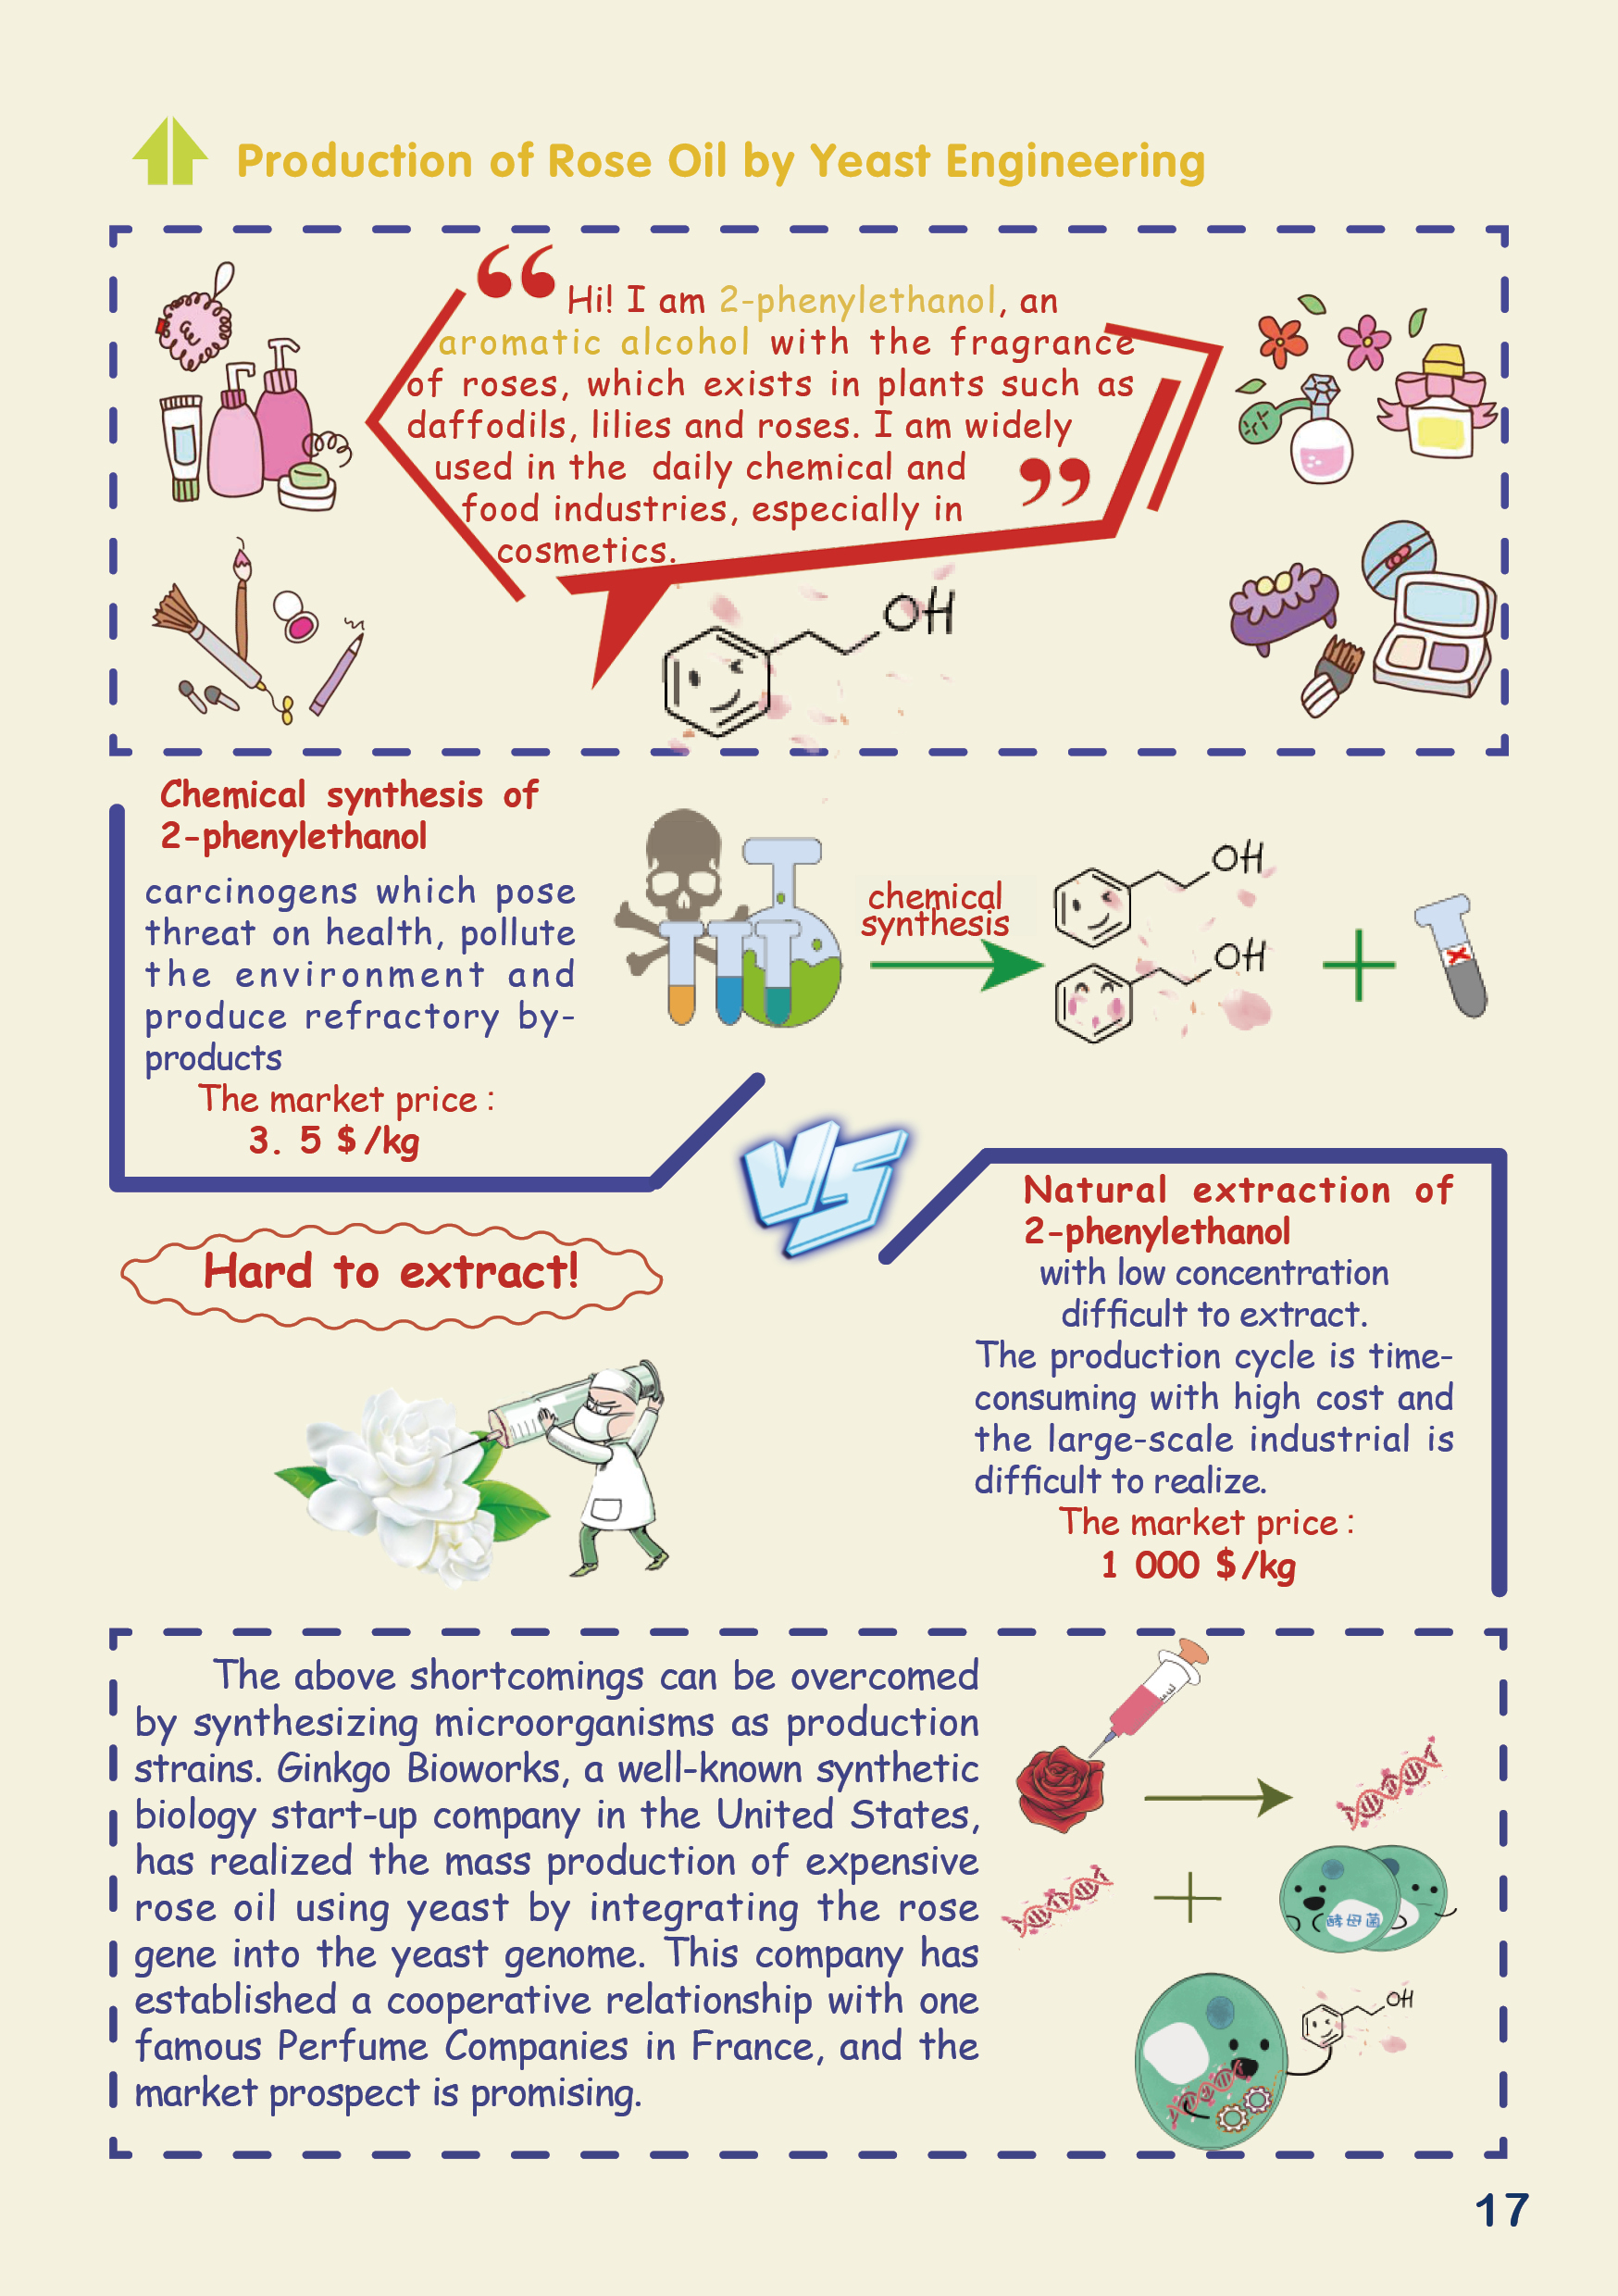 Production of Rose Oil by Yeast Engineering
“
Hi! I am 2-phenylethanol, an
aromatic alcohol with the fragrance
of roses, which exists in plants such as
daffodils, lilies and roses. I am widely
used in the daily chemical and
food industries, especially in
cosmetics.
”
OH
Chemical synthesis of
2-phenylethanol
carcinogens which pose
threat on health, pollute
the environment and
produce refractory by-
products
The market price :
3. 5 $/kg
chemical
synthesis
OH
OH
VS
Hard to extract!
Natural extraction of
2-phenylethanol
with low concentration
difficult to extract.
The production cycle is time-
consuming with high cost and
the large-scale industrial is
difficult to realize.
The market price :
1 000 $/kg
The above shortcomings can be overcomed
by synthesizing microorganisms as production
strains. Ginkgo Bioworks, a well-known synthetic
biology start-up company in the United States,
has realized the mass production of expensive
rose oil using yeast by integrating the rose
gene into the yeast genome. This company has
established a cooperative relationship with one
famous Perfume Companies in France, and the
market prospect is promising.
酵母菌
OH
17